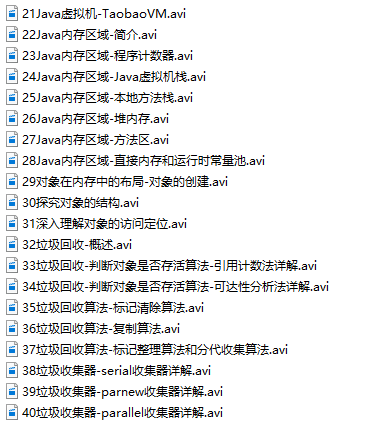 21Java虚拟机-TaobaoVM.avi
22Java内存区域-简介.avi
23Java内存区域-程序计数器.avi
24Java内存区域-Java虚拟机栈.avi
25Java内存区域-本地方法栈.avi
26Java内存区域-堆内存.avi
27Java内存区域-方法区.avi
28Java内存区域-直接内存和运行时常量池.avi
29对象在内存中的布局-对象的创建.avi
30探究对象的结构.avi
31深入理解对象的访问定位.avi
32垃圾回收-概述.avi
33垃圾回收-判断对象是否存活算法-引用计数法详解.avi
34垃圾回收-判断对象是否存活算法-可达性分析法详解.avi
35垃圾回收算法-标记清除算法.avi
36垃圾回收算法-复制算法.avi
37垃圾回收算法-标记整理算法和分代收集算法.avi
38垃圾收集器-serial收集器详解.avi
39垃圾收集器-parnew收集器详解.avi
40垃圾收集器-parallel收集器详解.avi